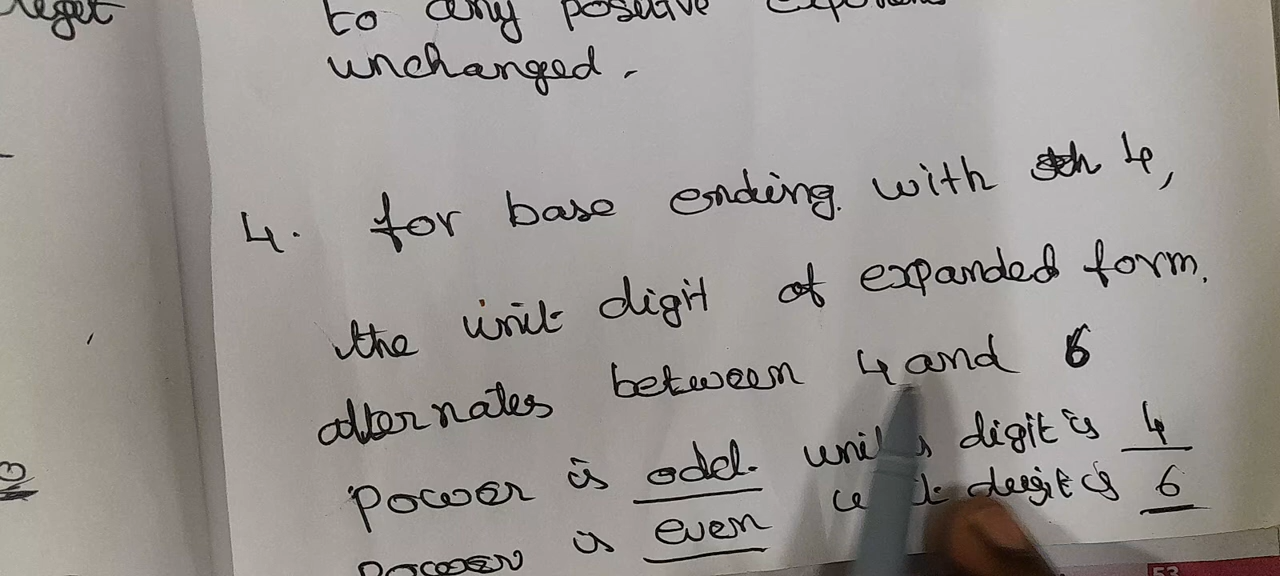 to any positive
unchanged.
4. for base ending. with 4,
the unit digit of expanded form.
alternates between 4 and 6
power is odd. digit is 4
power is even digit is 6
53